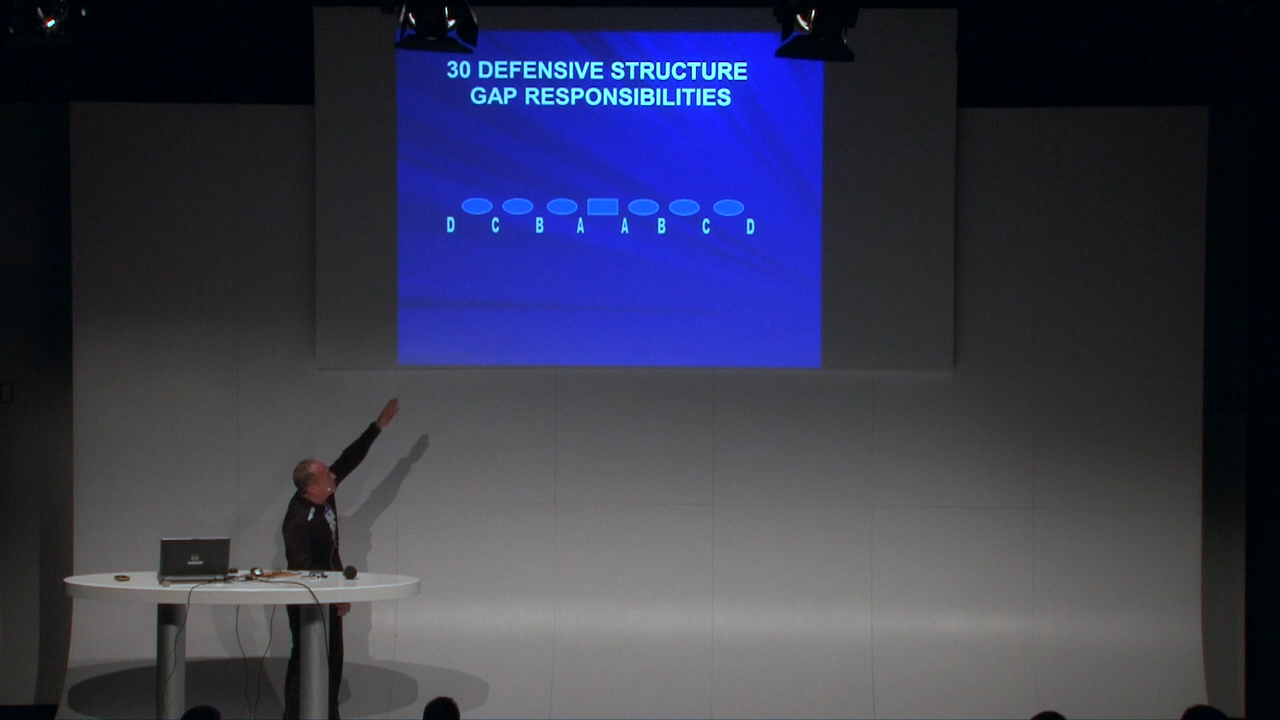 30 DEFENSIVE STRUCTURE
GAP RESPONSIBILITIES
D C B A A B C D